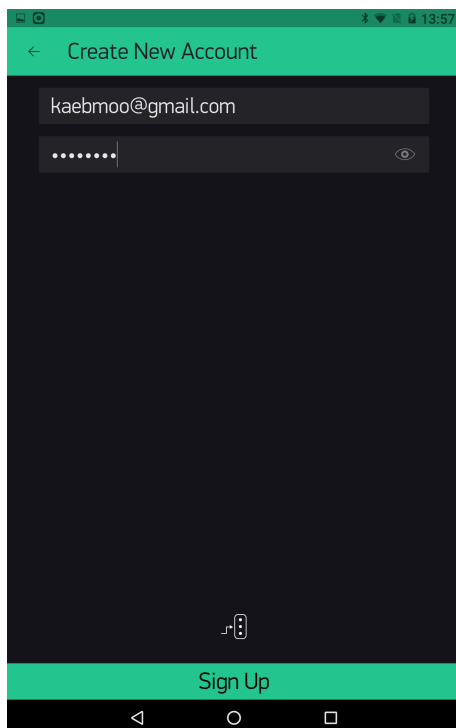 13:57
Create New Account
kaebmoo@gmail.com
••••••••
Sign Up